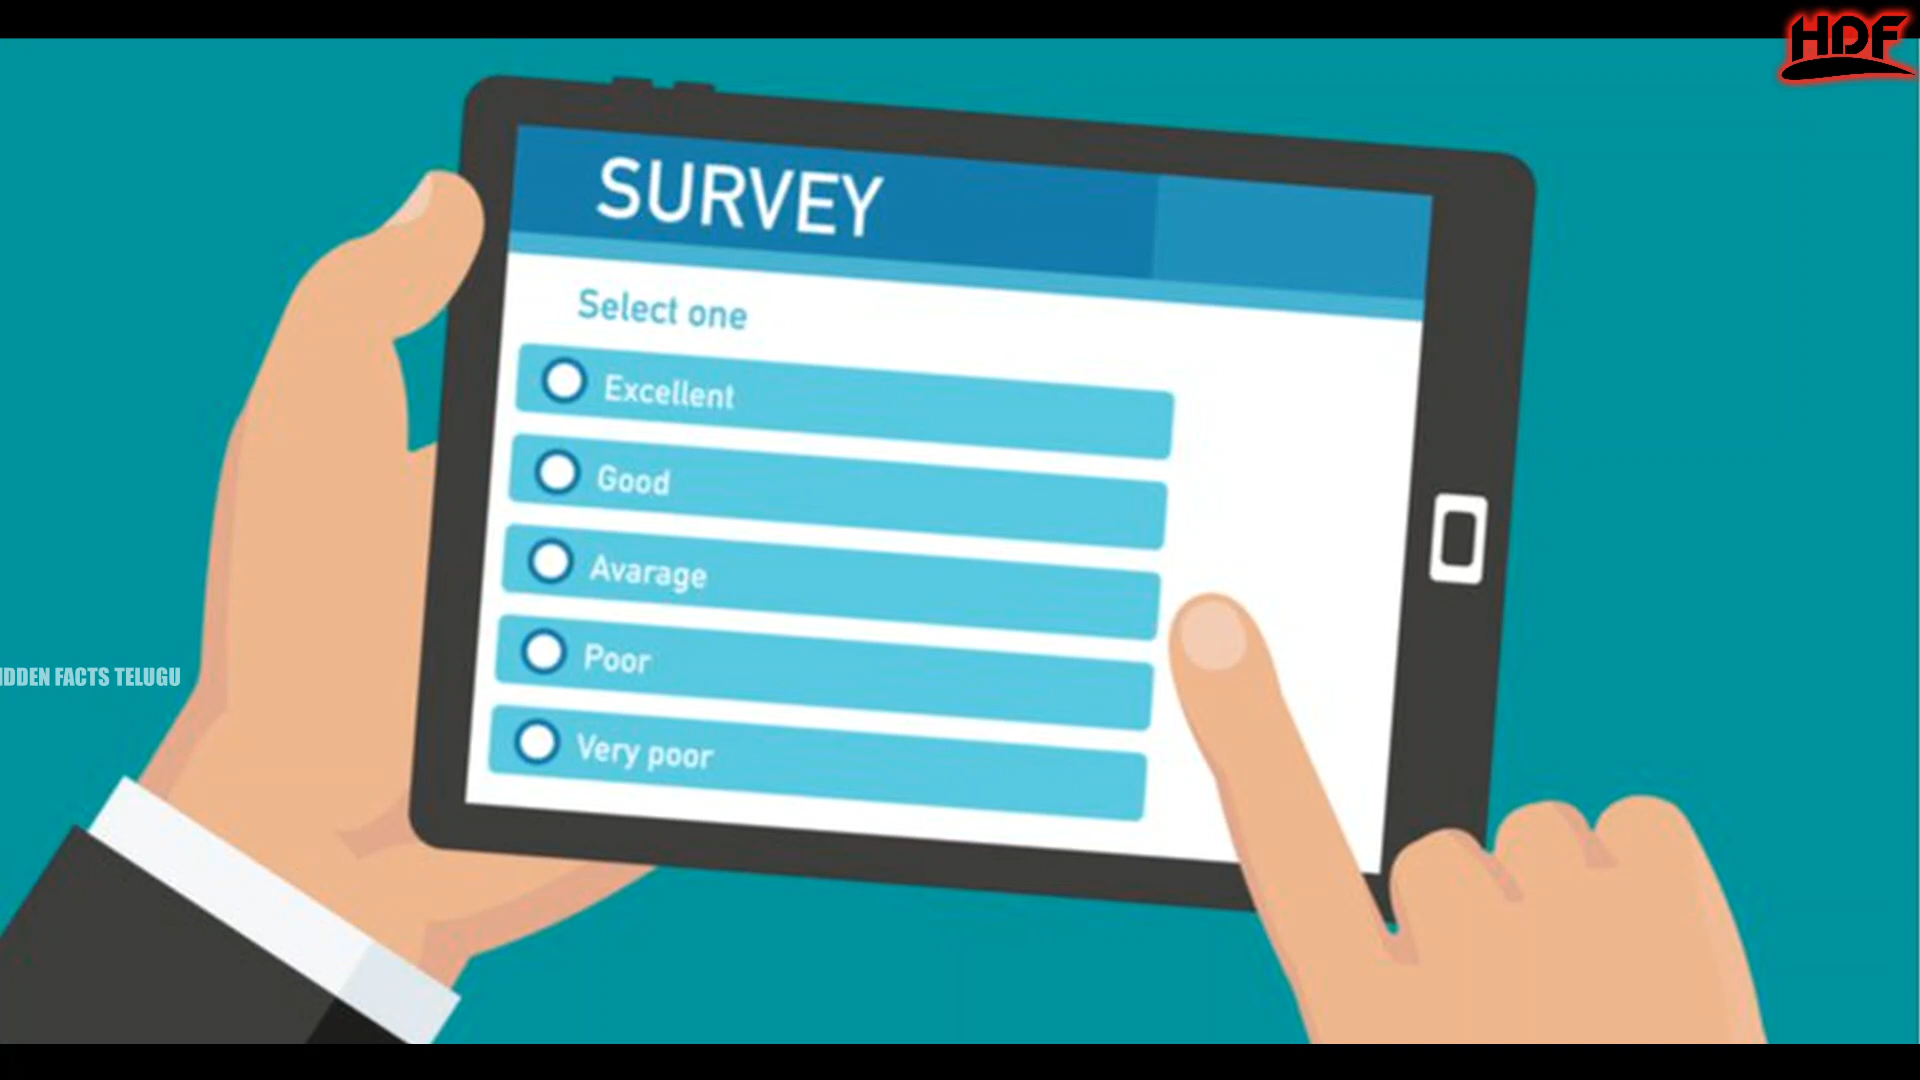 HDF
SURVEY
Select one
Excellent
Good
Avarage
Poor
IDDEN FACTS TELUGU
Very poor